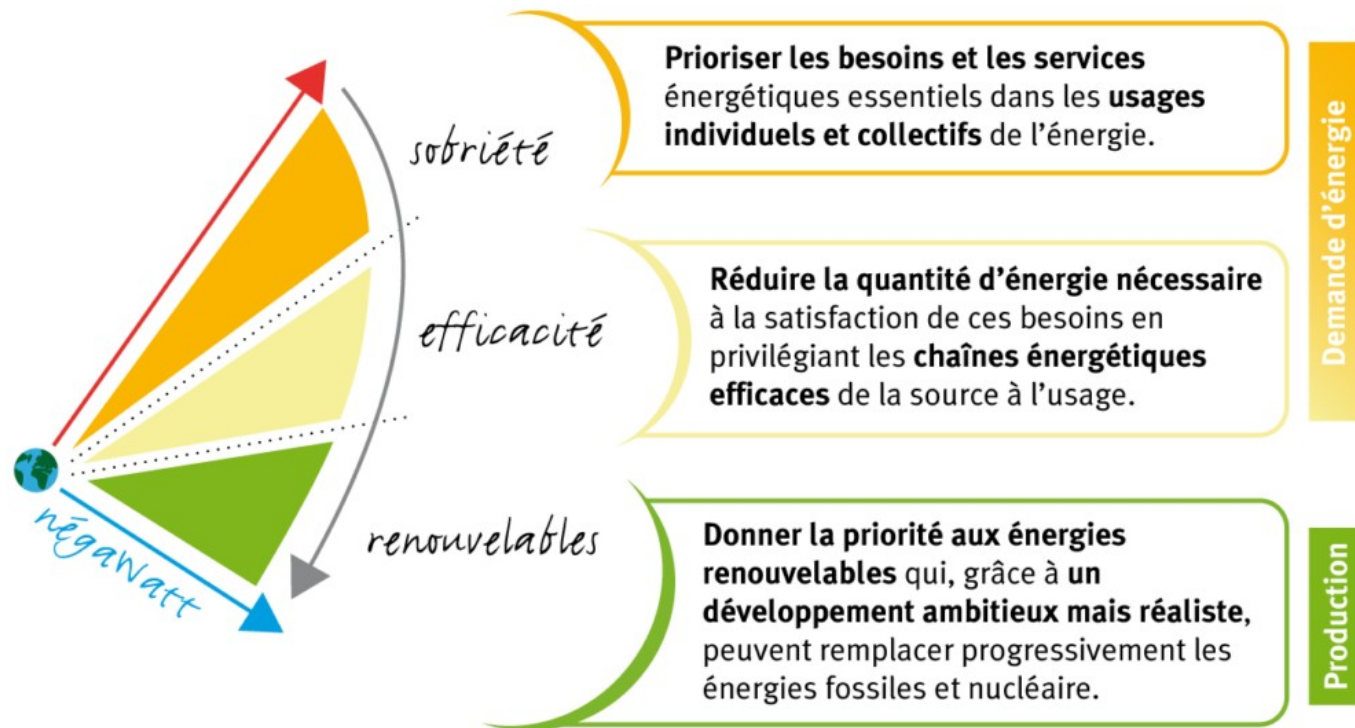 sobriété
Prioriser les besoins et les services
énergétiques essentiels dans les usages
individuels et collectifs de l'énergie.
efficacité
Réduire la quantité d'énergie nécessaire
à la satisfaction de ces besoins en
privilégiant les chaînes énergétiques
efficaces de la source à l'usage.
Demande d'énergie
négaWatt
renouvelables
Donner la priorité aux énergies
renouvelables qui, grâce à un
développement ambitieux mais réaliste,
peuvent remplacer progressivement les
énergies fossiles et nucléaire.
Production